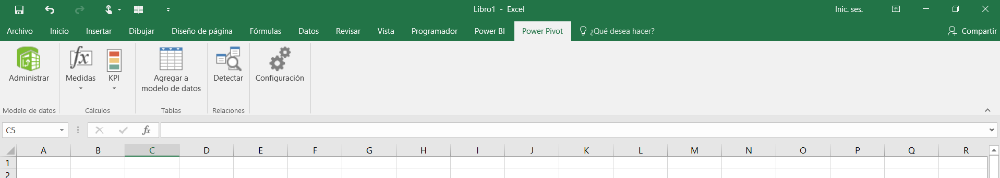 Libro1 - Excel
Inic. ses.
Archivo Inicio Insertar Dibujar Diseño de página Fórmulas Datos Revisar Vista Programador Power BI Power Pivot ¿Qué desea hacer? Compartir
Administrar
Medidas
KPI
Agregar a
modelo de datos
Detectar
Configuración
Modelo de datos
Cálculos
Tablas
Relaciones
C5
fx
A B C D E F G H I J K L M N O P Q R
1
2